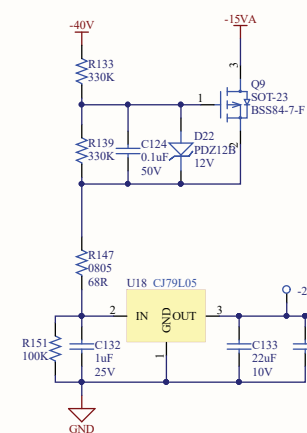 -40V
-15VA
R133
330K
3
Q9
SOT-23
BSS84-7-F
1
2
R139
330K
C124
0.1uF
50V
D22
PDZ12B
12V
R147
0805
68R
U18 CJ79L05
2
IN
GND
OUT
3
1
R151
100K
C132
1uF
25V
C133
22uF
10V
GND